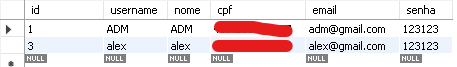 id username nome cpf email senha
1 ADM ADM adm@gmail.com 123123
3 alex alex alex@gmail.com 123123
NULL NULL NULL NULL NULL NULL